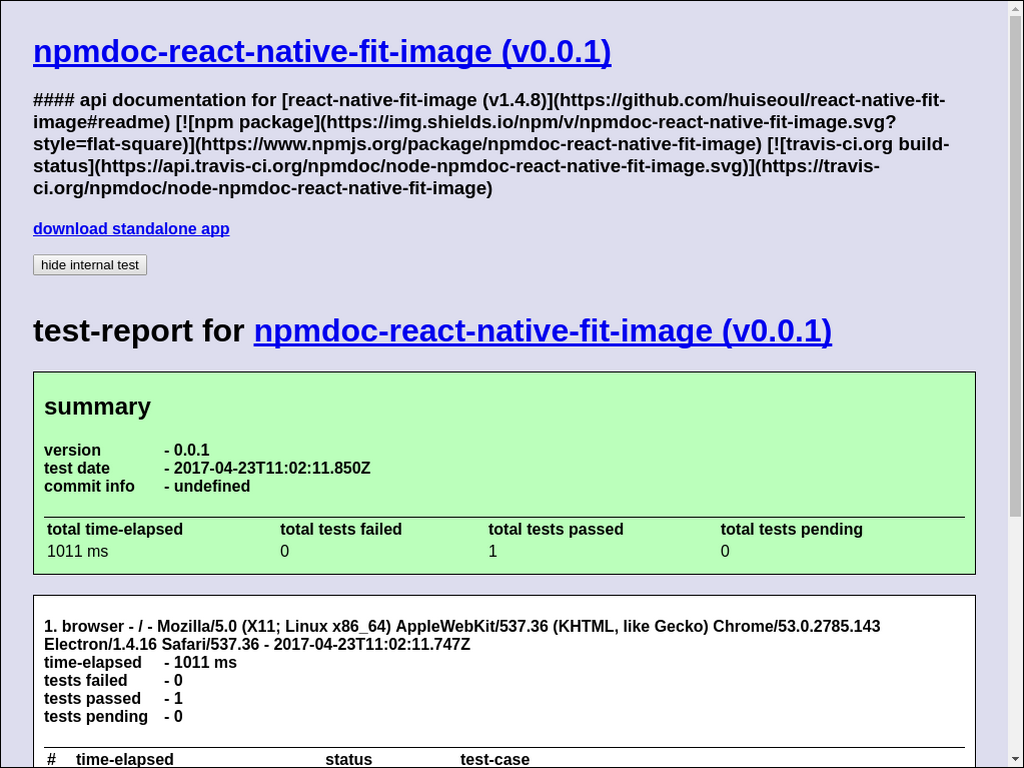 npmdoc-react-native-fit-image (v0.0.1)
#### api documentation for [react-native-fit-image (v1.4.8)](https://github.com/huiseoul/react-native-fit-
image#readme) [![npm package](https://img.shields.io/npm/v/npmdoc-react-native-fit-image.svg?
style=flat-square)](https://www.npmjs.org/package/npmdoc-react-native-fit-image) [![travis-ci.org build-
status](https://api.travis-ci.org/npmdoc/node-npmdoc-react-native-fit-image.svg)](https://travis-
ci.org/npmdoc/node-npmdoc-react-native-fit-image)
download standalone app
hide internal test
test-report for npmdoc-react-native-fit-image (v0.0.1)
summary
version - 0.0.1
test date - 2017-04-23T11:02:11.850Z
commit info - undefined
total time-elapsed total tests failed total tests passed total tests pending
1011 ms 0 1 0
1. browser - / - Mozilla/5.0 (X11; Linux x86_64) AppleWebKit/537.36 (KHTML, like Gecko) Chrome/53.0.2785.143
Electron/1.4.16 Safari/537.36 - 2017-04-23T11:02:11.747Z
time-elapsed - 1011 ms
tests failed - 0
tests passed - 1
tests pending - 0
# time-elapsed status test-case